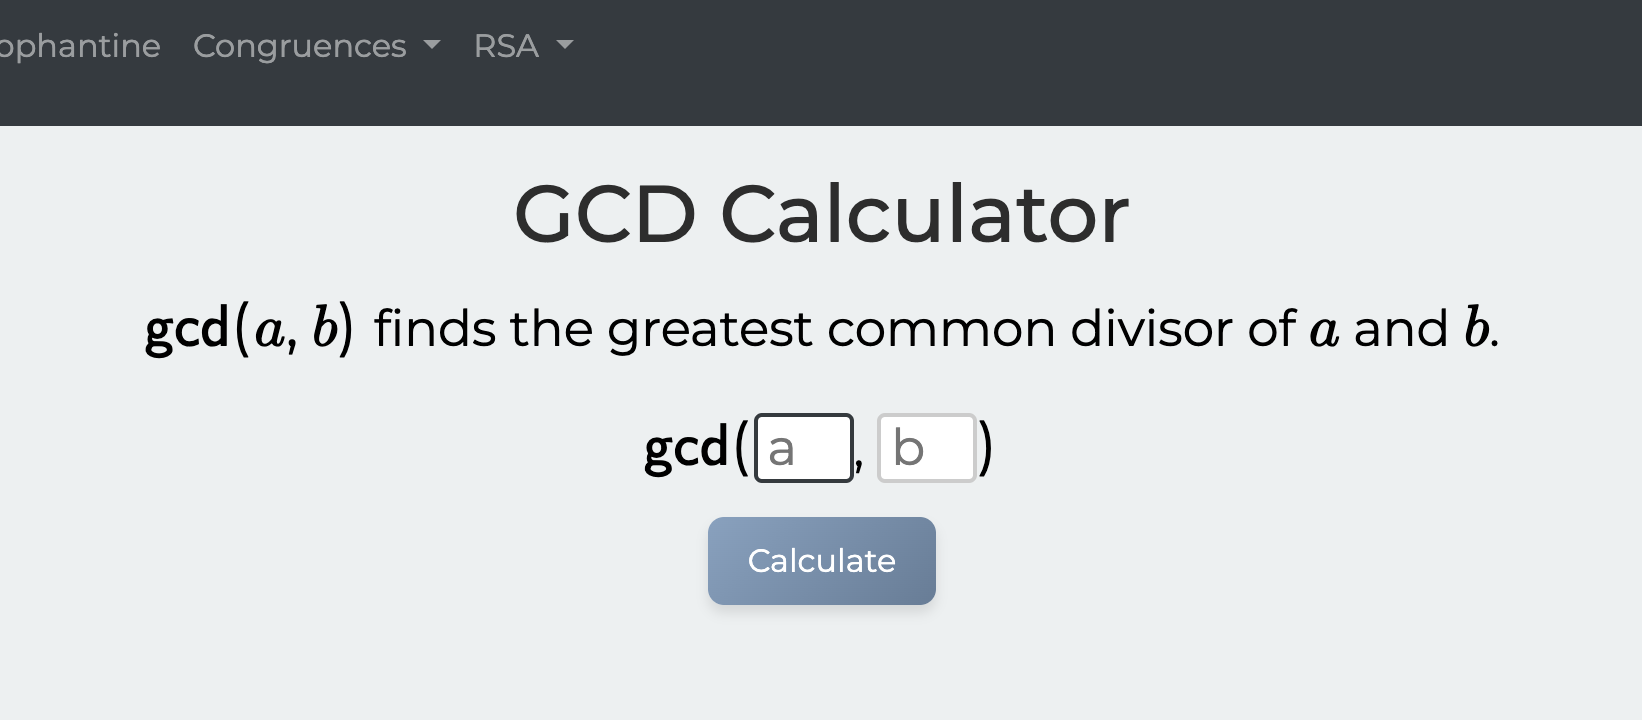 ophantine Congruences RSA
GCD Calculator
gcd(a, b) finds the greatest common divisor of a and b.
gcd(a, b)
Calculate